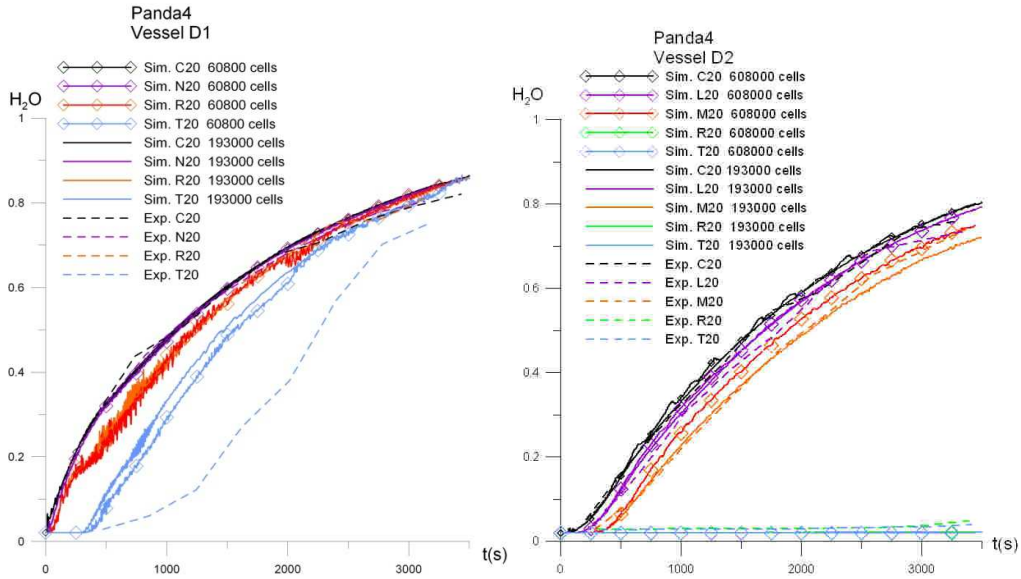 Panda4
Vessel D1
Sim. C20 60800 cells
Sim. N20 60800 cells
Sim. R20 60800 cells
Sim. T20 60800 cells
Sim. C20 193000 cells
Sim. N20 193000 cells
Sim. R20 193000 cells
Sim. T20 193000 cells
Exp. C20
Exp. N20
Exp. R20
Exp. T20
H2O
1
0.8
0.6
0.4
0.2
0
t(s)
0 1000 2000 3000
Panda4
Vessel D2
Sim. C20 608000 cells
Sim. L20 608000 cells
Sim. M20 608000 cells
Sim. R20 608000 cells
Sim. T20 608000 cells
Sim. C20 193000 cells
Sim. L20 193000 cells
Sim. M20 193000 cells
Sim. R20 193000 cells
Sim. T20 193000 cells
Exp. C20
Exp. L20
Exp. M20
Exp. R20
Exp. T20
H2O
1
0.8
0.6
0.4
0.2
0
t(s)
0 1000 2000 3000